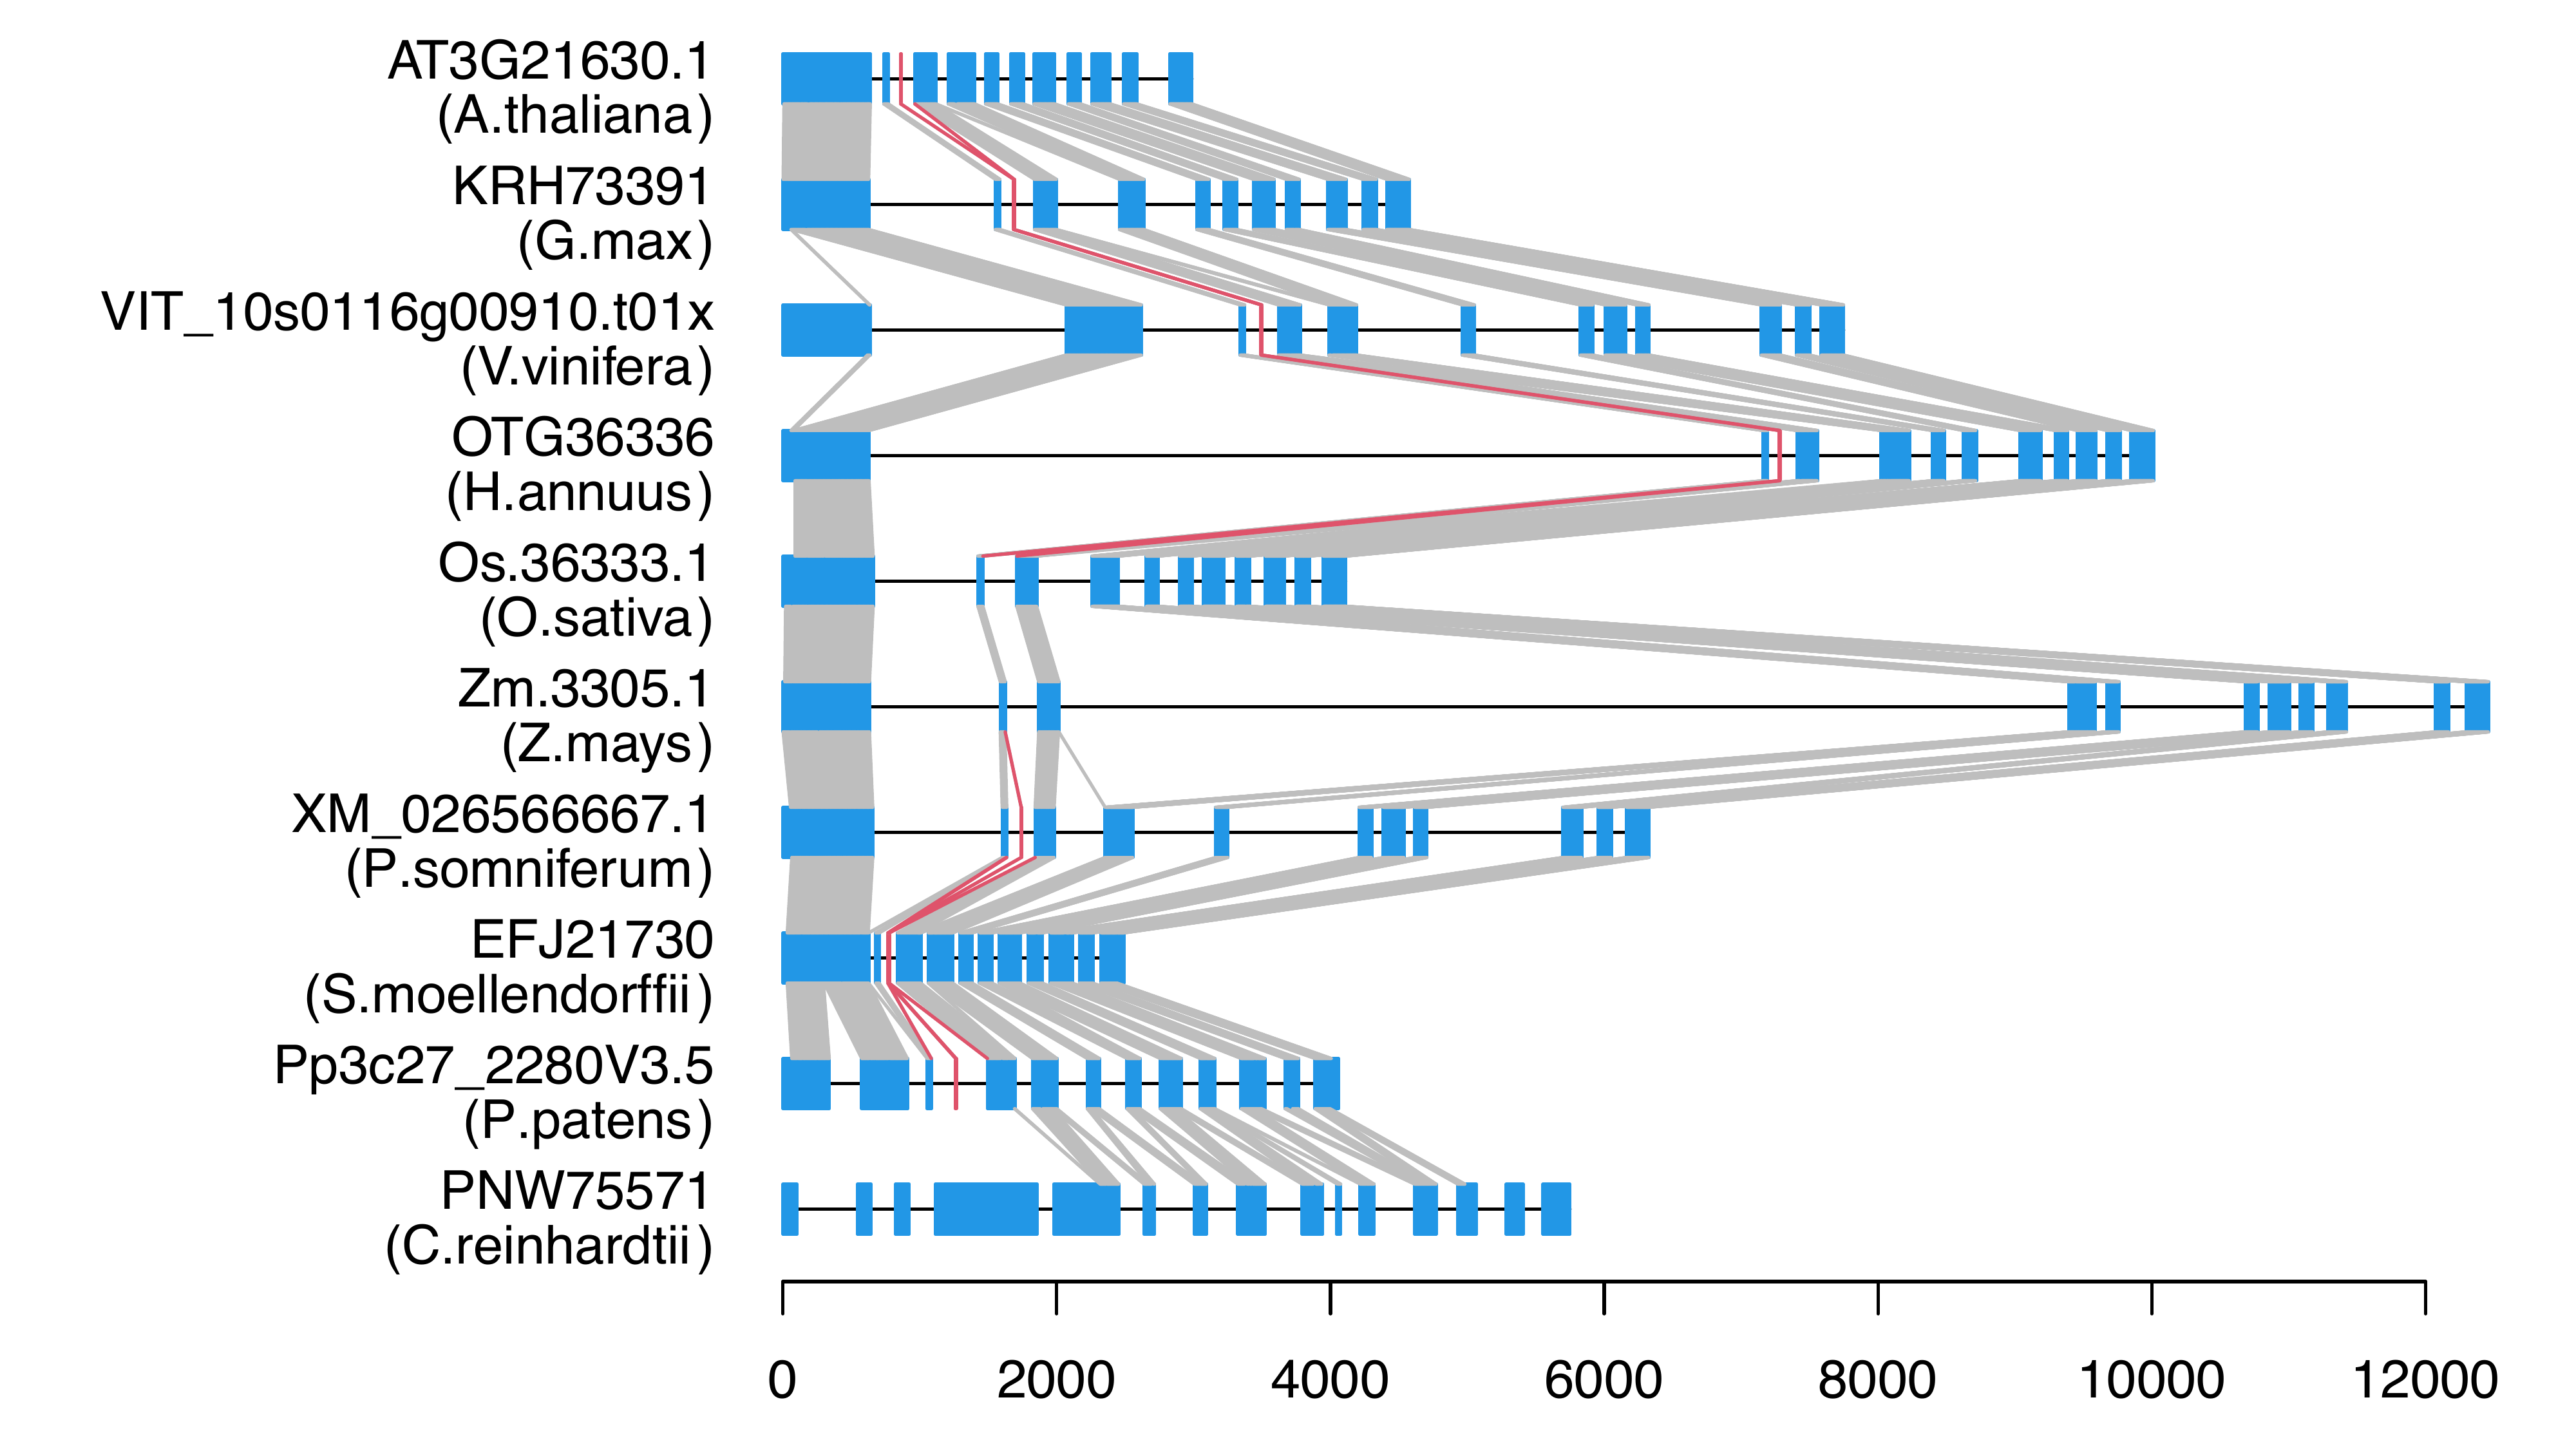 AT3G21630.1
(A.thaliana)
KRH73391
(G.max)
VIT_10s0116g00910.t01x
(V.vinifera)
OTG36336
(H.annuus)
Os.36333.1
(O.sativa)
Zm.3305.1
(Z.mays)
XM_026566667.1
(P.somniferum)
EFJ21730
(S.moellendorffii)
Pp3c27_2280V3.5
(P.patens)
PNW75571
(C.reinhardtii)
0 2000 4000 6000 8000 10000 12000